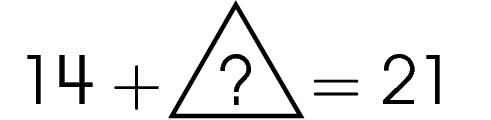 14 + ? = 21